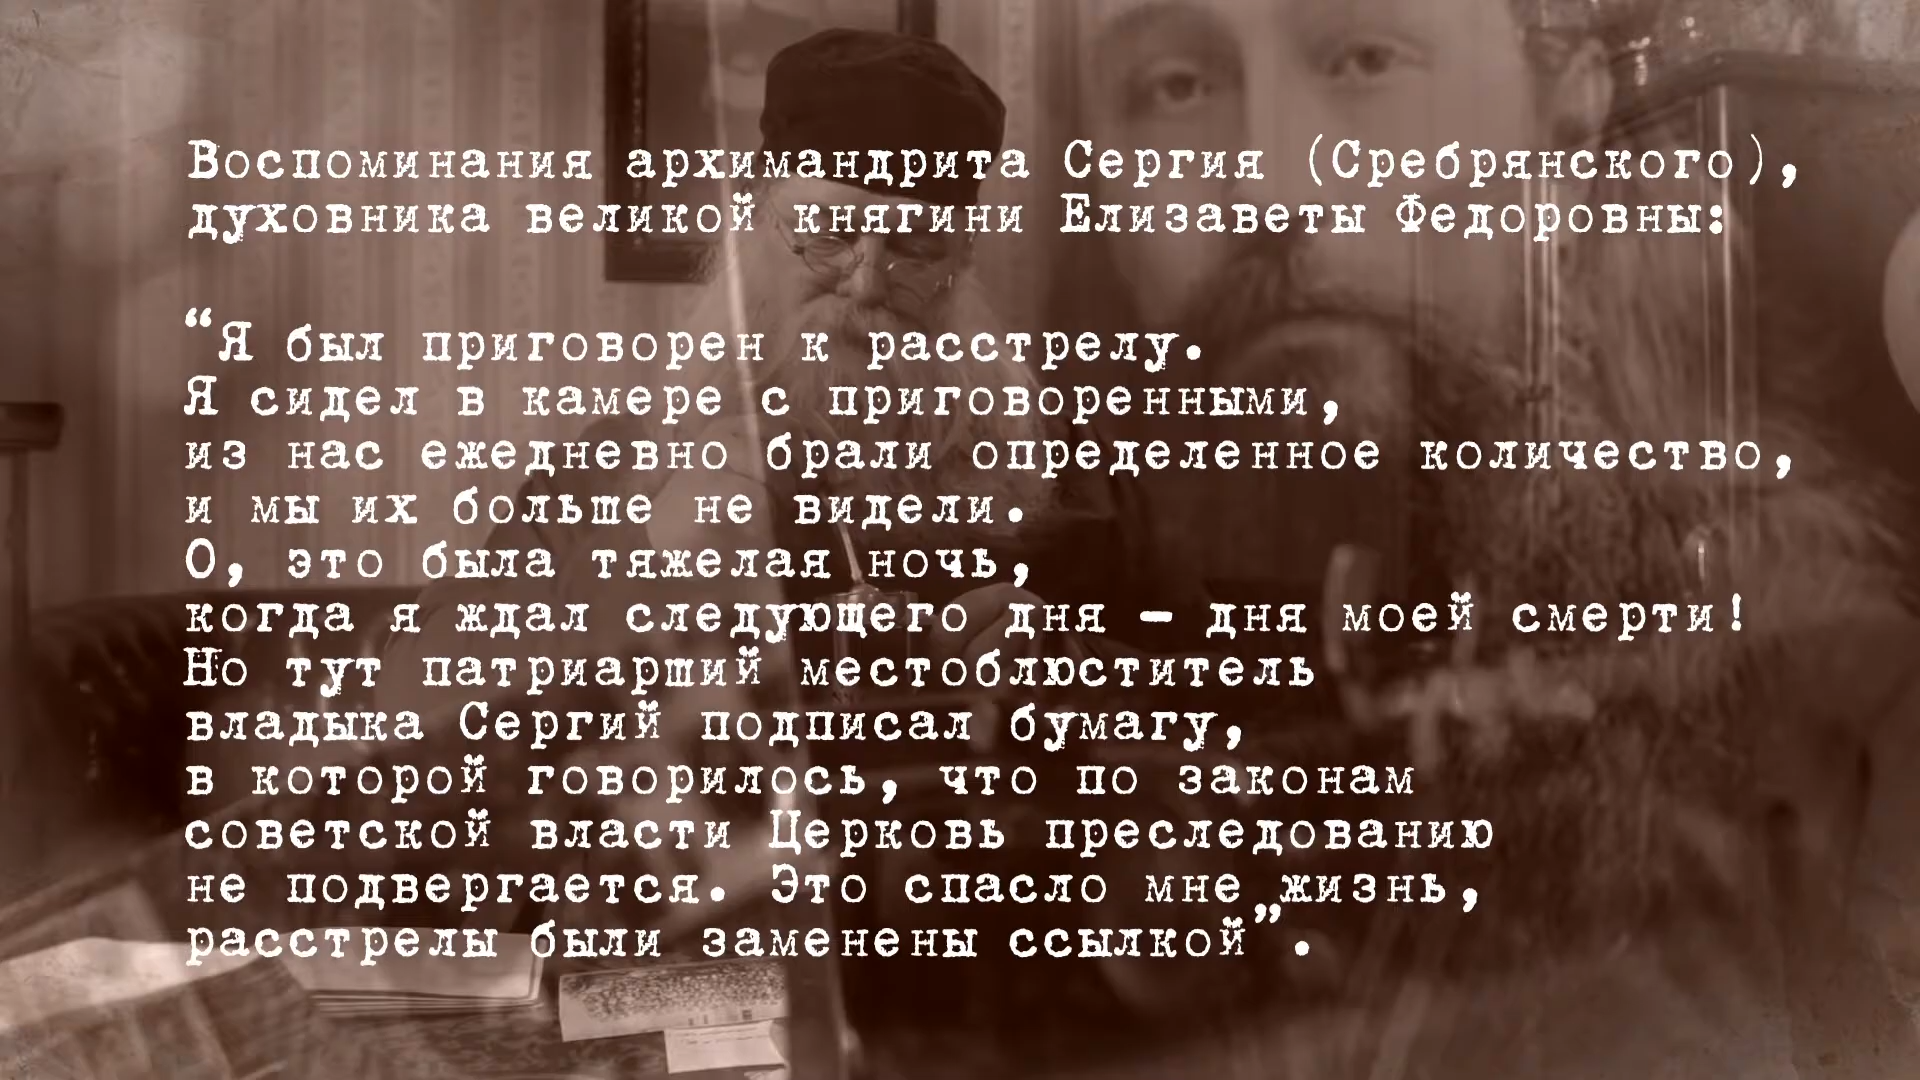 Воспоминания архимандрита Сергия (Сребрянского),
духовника великой княгини Елизаветы Федоровны:
“Я был приговорен к расстрелу.
Я сидел в камере с приговоренными,
из нас ежедневно брали определенное количество,
и мы их больше не видели.
О, это была тяжелая ночь,
когда я ждал следующего дня – дня моей смерти!
Но тут патриарший местоблюститель
владыка Сергий подписал бумагу,
в которой говорилось, что по законам
советской власти Церковь преследованию
не подвергается. Это спасло мне жизнь,
расстрелы были заменены ссылкой”.